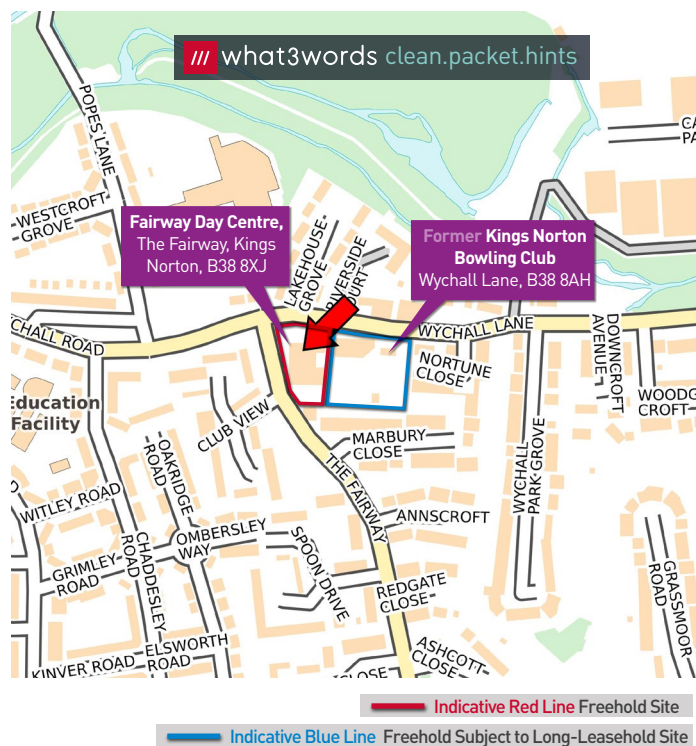 /// what3words clean.packet.hints
POPES LANE
WESTCROFT
GROVE
Fairway Day Centre,
The Fairway, Kings
Norton, B38 8XJ
LAKEHOUSE
GROVE
RIVERSIDE
COURT
Former Kings Norton
Bowling Club
Wychall Lane, B38 8AH
CA
PA
CHALL ROAD
WYCHALL LANE
NORTUNE
CLOSE
DOWNCROFT
AVENUE
WOODG
CROFT
Education
Facility
CLUB VIEW
MARBURY
CLOSE
THE FAIRWAY
WYCHALL
PARK GROVE
OAKRIDGE
ROAD
WITLEY ROAD
OMBERSLEY
WAY
ANNSCROFT
GRIMLEY
ROAD
CHADDESLEY
ROAD
SPOON DRIVE
REDGATE
CLOSE
GRASSMOOR
ROAD
KINVER ROAD
ELSWORTH
ROAD
ASHCOTT
CLOSE
Indicative Red Line Freehold Site
Indicative Blue Line Freehold Subject to Long-Leasehold Site